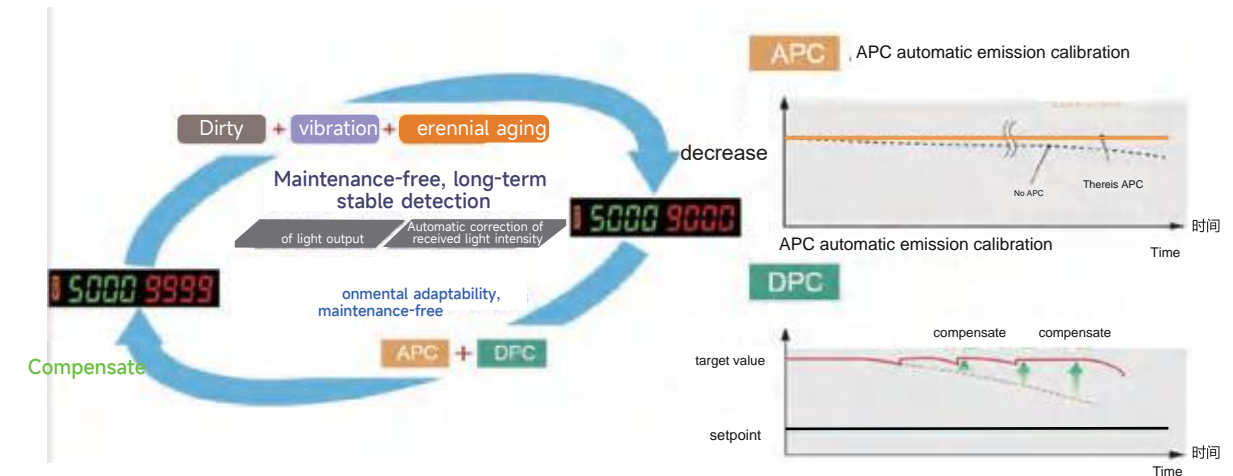 APC , APC automatic emission calibration
Dirty + vibration + erennial aging
decrease
Maintenance-free, long-term
stable detection
of light output
Automatic correction of
received light intensity
5000 9000
No APC
Thereis APC
时间
Time
APC automatic emission calibration
DPC
5000 9999
onmental adaptability,
maintenance-free
APC + DPC
Compensate
compensate compensate
target value
setpoint
时间
Time